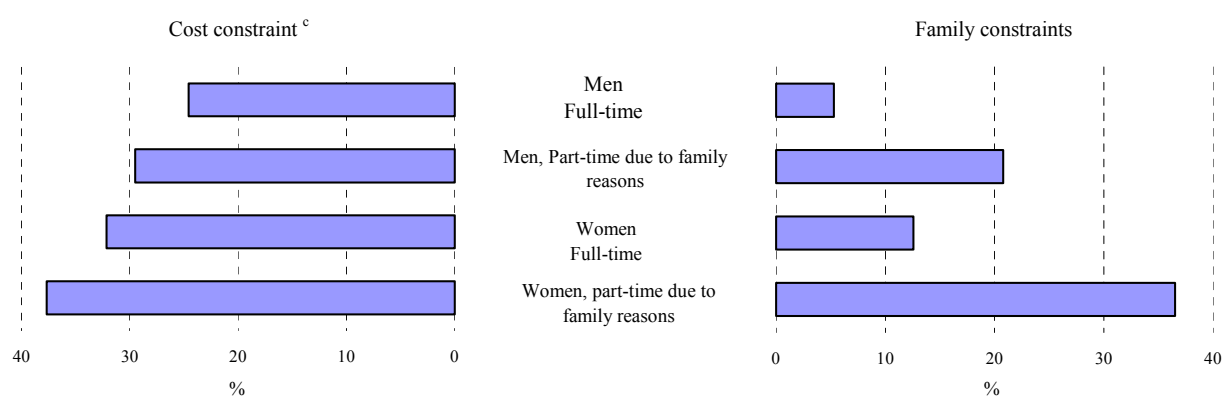 Cost constraint c
Family constraints
Men
Full-time
Men, Part-time due to family
reasons
Women
Full-time
Women, part-time due to
family reasons
40 30 20 10 0
0 10 20 30 40
%
%